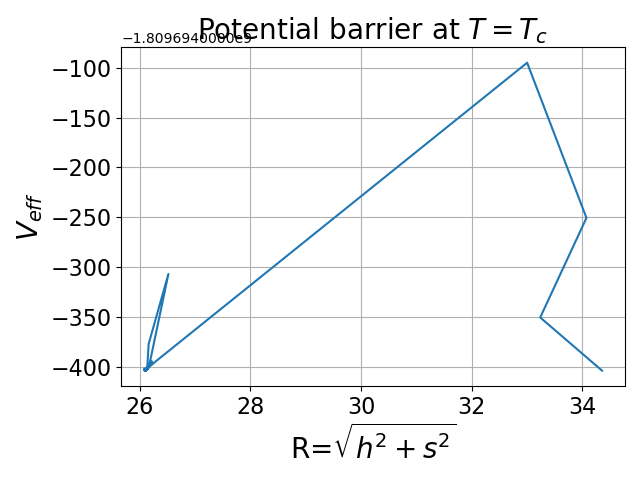 Potential barrier at T = T_c
−1.8096940000e9
−100
−150
−200
−250
−300
−350
−400
V_eff
26 28 30 32 34
R=√h² + s²